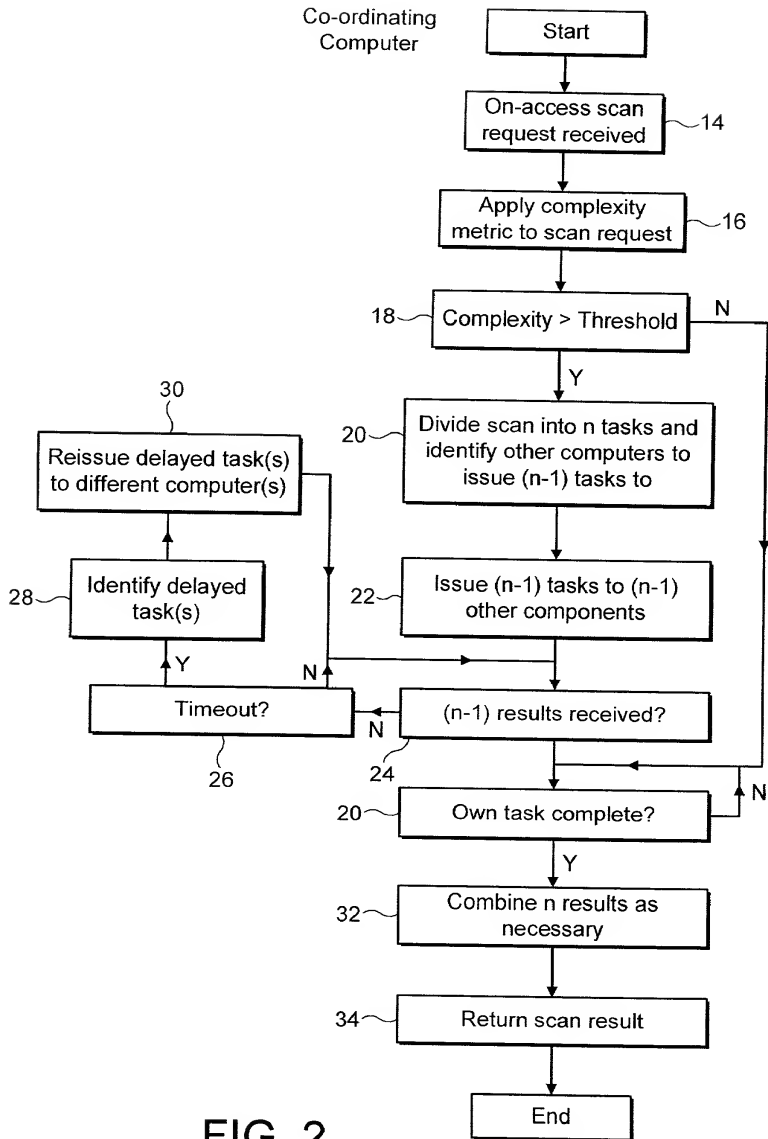 Co-ordinating
Computer
Start
On-access scan
request received
14
Apply complexity
metric to scan request
16
18
Complexity > Threshold
N
Y
30
Reissue delayed task(s)
to different computer(s)
20
Divide scan into n tasks and
identify other computers to
issue (n-1) tasks to
28
Identify delayed
task(s)
22
Issue (n-1) tasks to (n-1)
other components
Y
N
Timeout?
26
N
(n-1) results received?
24
20
Own task complete?
N
Y
32
Combine n results as
necessary
34
Return scan result
End
FIG. 2